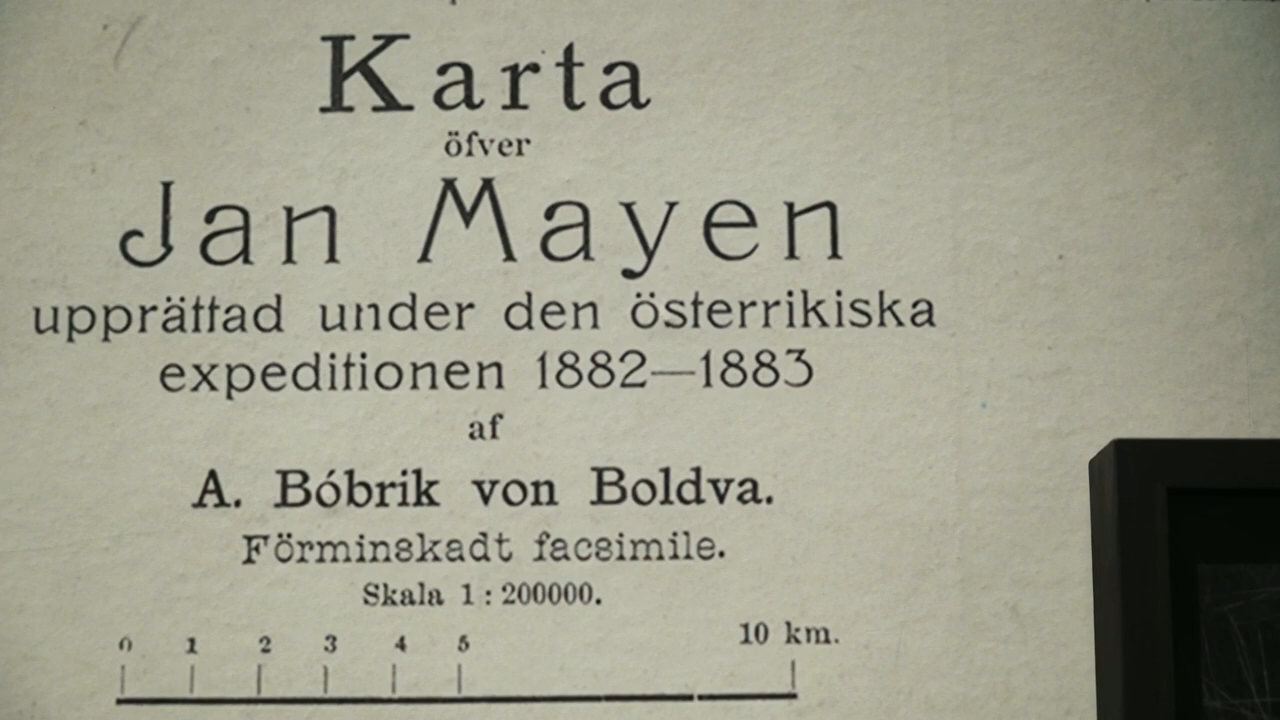 Karta
öfver
Jan Mayen
upprättad under den österrikiska
expeditionen 1882—1883
af
A. Bóbrik von Boldva.
Förminskadt facsimile.
Skala 1 : 200000.
0 1 2 3 4 5 10 km.